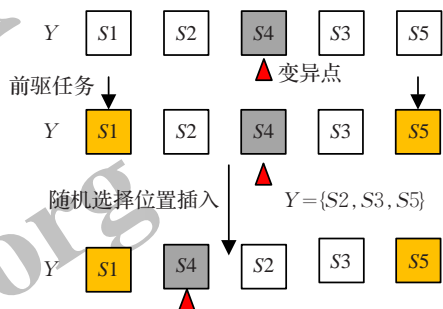 Y S1 S2 S4 S3 S5
变异点
前驱任务
Y S1 S2 S4 S3 S5
随机选择位置插入 Y={S2,S3,S5}
Y S1 S4 S2 S3 S5
org